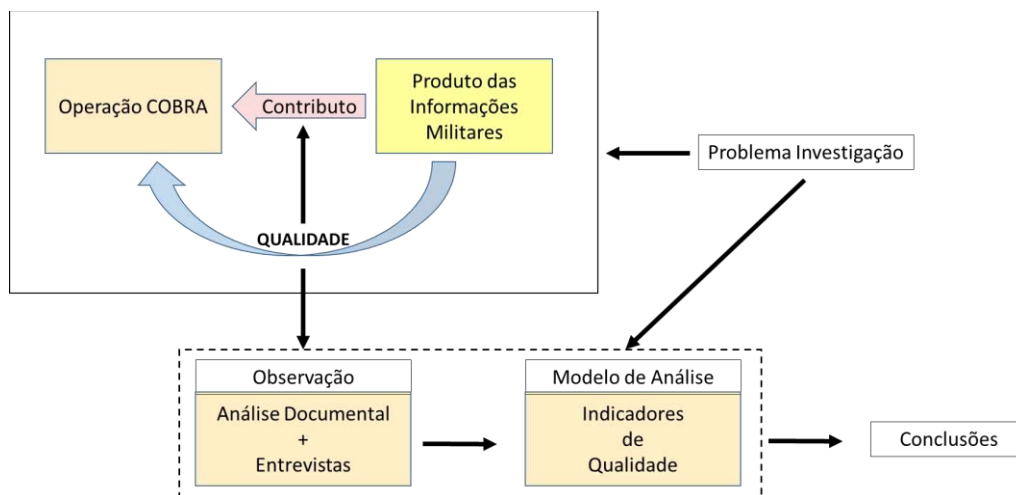 Operação COBRA
Contributo
Produto das
Informações
Militares
Problema Investigação
QUALIDADE
Observação
Análise Documental
+
Entrevistas
Modelo de Análise
Indicadores
de
Qualidade
Conclusões